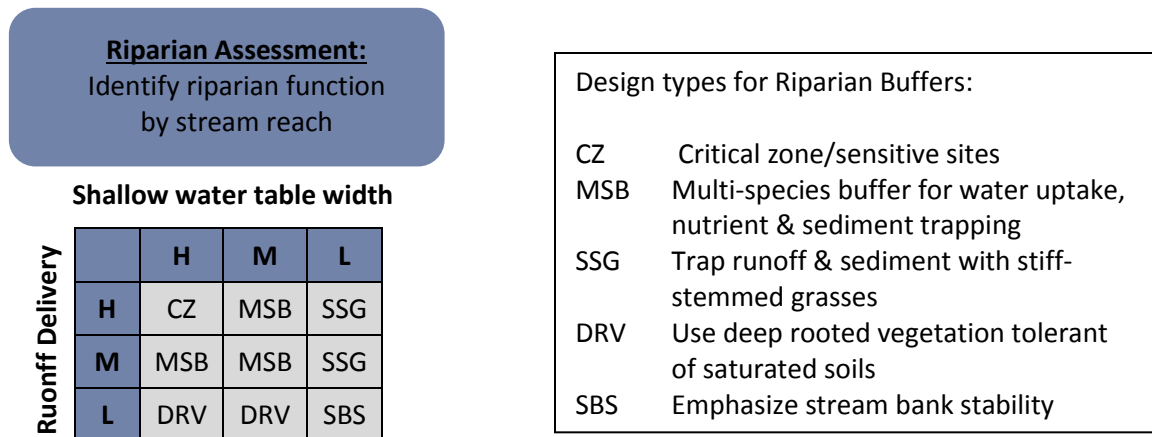 Riparian Assessment:
Identify riparian function
by stream reach
Shallow water table width
Ruonff Delivery
H M L
H CZ MSB SSG
M MSB MSB SSG
L DRV DRV SBS
Design types for Riparian Buffers:
CZ Critical zone/sensitive sites
MSB Multi-species buffer for water uptake,
nutrient & sediment trapping
SSG Trap runoff & sediment with stiff-
stemmed grasses
DRV Use deep rooted vegetation tolerant
of saturated soils
SBS Emphasize stream bank stability